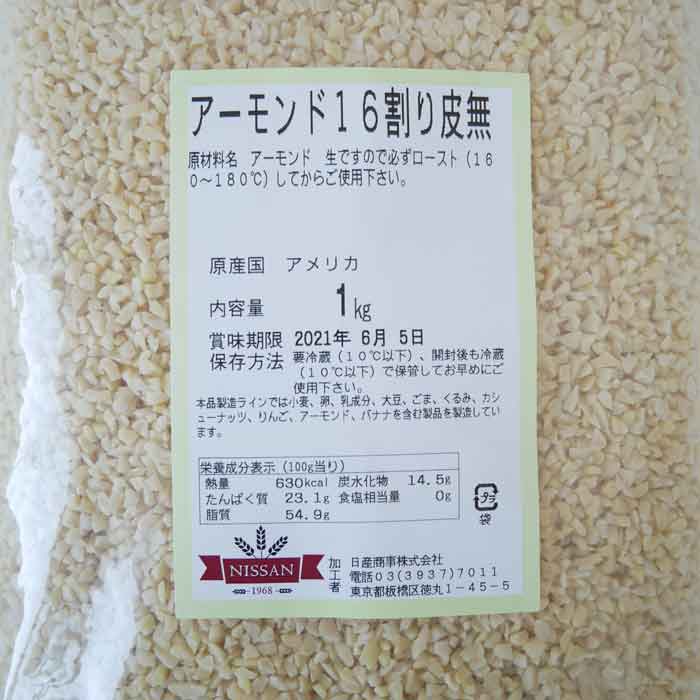 アーモンド１６割り皮無
原材料名　アーモンド　生ですので必ずロースト（１６
０～１８０℃）してからご使用下さい。
原産国　アメリカ
内容量　1kg
賞味期限　2021年 6月 5日
保存方法　要冷蔵（１０℃以下）、開封後も冷蔵
（１０℃以下）で保管してお早めにご
使用下さい。
本品製造ラインでは小麦、卵、乳成分、大豆、ごま、くるみ、カシ
ューナッツ、りんご、アーモンド、バナナを含む製品を製造してい
ます。
栄養成分表示（100g当り）
熱量　630kcal　炭水化物　14.5g
たんぱく質　23.1g　食塩相当量　0g
脂質　54.9g
プラ
袋
NISSAN
1968
加工者
日産商事株式会社
電話０３（３９３７）７０１１
東京都板橋区徳丸１－４５－５